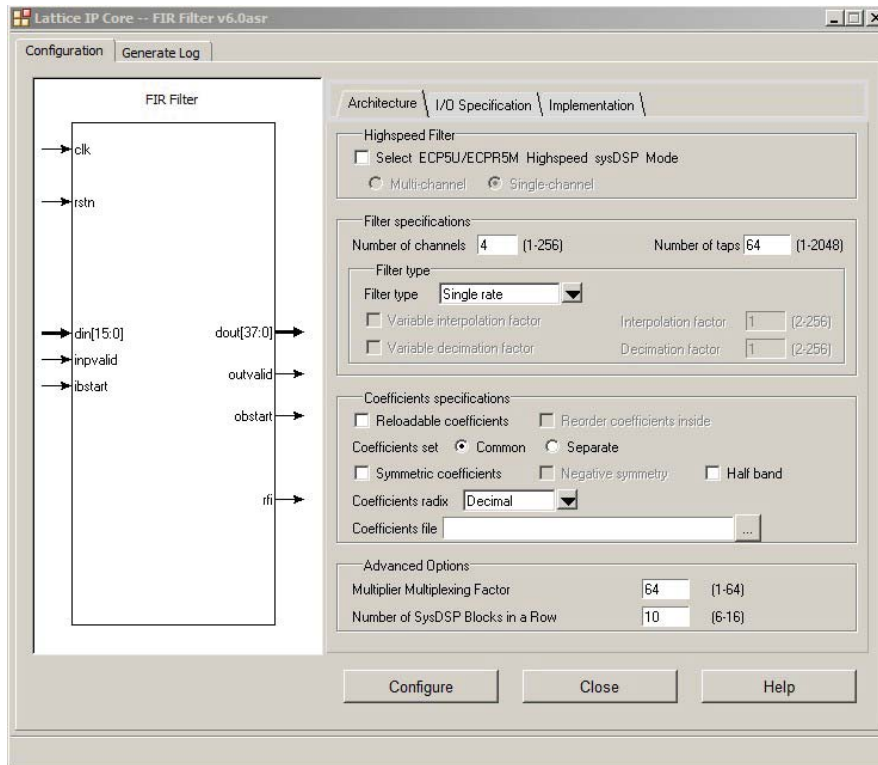 Lattice IP Core -- FIR Filter v6.0asr
Configuration Generate Log
FIR Filter
clk
rstn
din[15:0] dout[37:0]
inpvalid
outvalid
ibstart
obstart
rfi
Architecture I/O Specification Implementation
Highspeed Filter
Select ECP5U/ECPR5M Highspeed sysDSP Mode
Multi-channel Single-channel
Filter specifications
Number of channels 4 (1-256) Number of taps 64 (1-2048)
Filter type
Filter type Single rate
Variable interpolation factor Interpolation factor 1 (2-256)
Variable decimation factor Decimation factor 1 (2-256)
Coefficients specifications
Reloadable coefficients Reorder coefficients inside
Coefficients set Common Separate
Symmetric coefficients Negative symmetry Half band
Coefficients radix Decimal
Coefficients file ...
Advanced Options
Multiplier Multiplexing Factor 64 (1-64)
Number of SysDSP Blocks in a Row 10 (6-16)
Configure Close Help